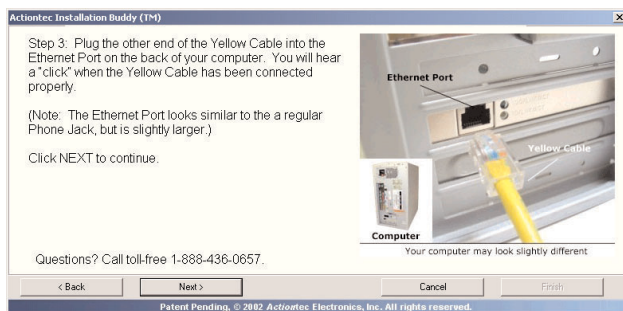 Actiontec Installation Buddy (TM)
Step 3: Plug the other end of the Yellow Cable into the
Ethernet Port on the back of your computer. You will hear
a "click" when the Yellow Cable has been connected
properly.
(Note: The Ethernet Port looks similar to the a regular
Phone Jack, but is slightly larger.)
Click NEXT to continue.
Questions? Call toll-free 1-888-436-0657.
Ethernet Port
Yellow Cable
Computer
Your computer may look slightly different
< Back
Next >
Cancel
Finish
Patent Pending, © 2002 Actiontec Electronics, Inc. All rights reserved.